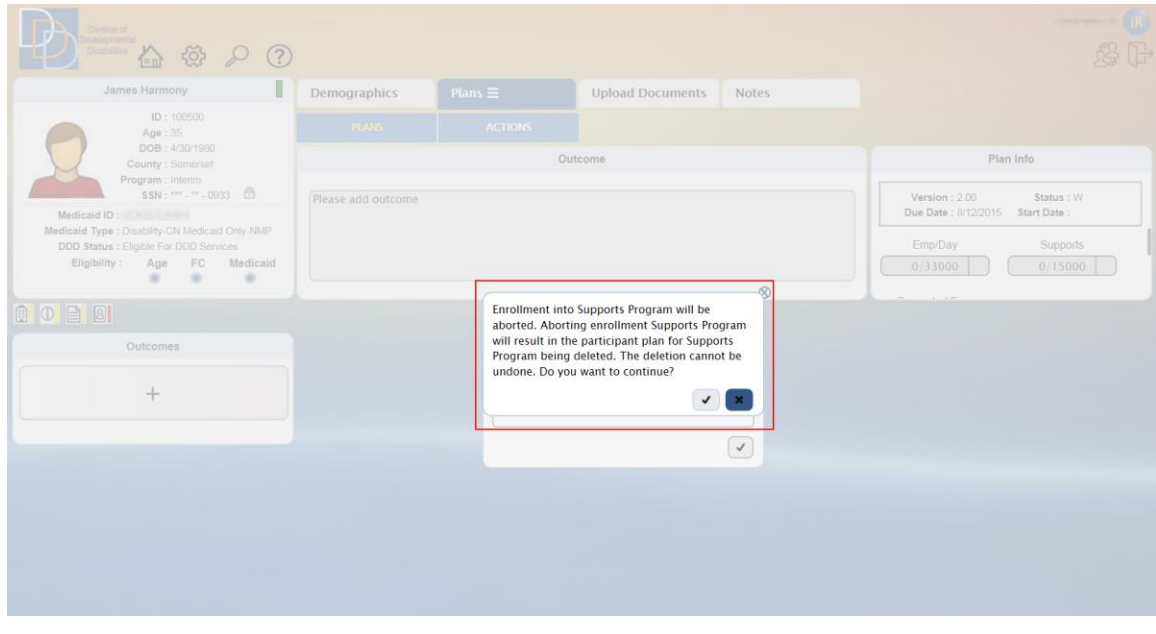 DDD
Division of
Developmental
Disabilities
?
IR
James Harmony
ID : 100500
Age : 35
DOB : 4/30/1980
County : Somerset
Program : Interim
SSN : *** - ** - 0933
Medicaid ID :
Medicaid Type : Disability-CN Medicaid Only-NMP
DDD Status : Eligible For DDD Services
Eligibility : Age FC Medicaid
Outcomes
+
Demographics Plans ☰ Upload Documents Notes
PLANS ACTIONS
Outcome
Please add outcome
Plan Info
Version : 2.00 Status : W
Due Date : 8/12/2015 Start Date :
Emp/Day Supports
0/33000 0/15000
Enrollment into Supports Program will be
aborted. Aborting enrollment Supports Program
will result in the participant plan for Supports
Program being deleted. The deletion cannot be
undone. Do you want to continue?